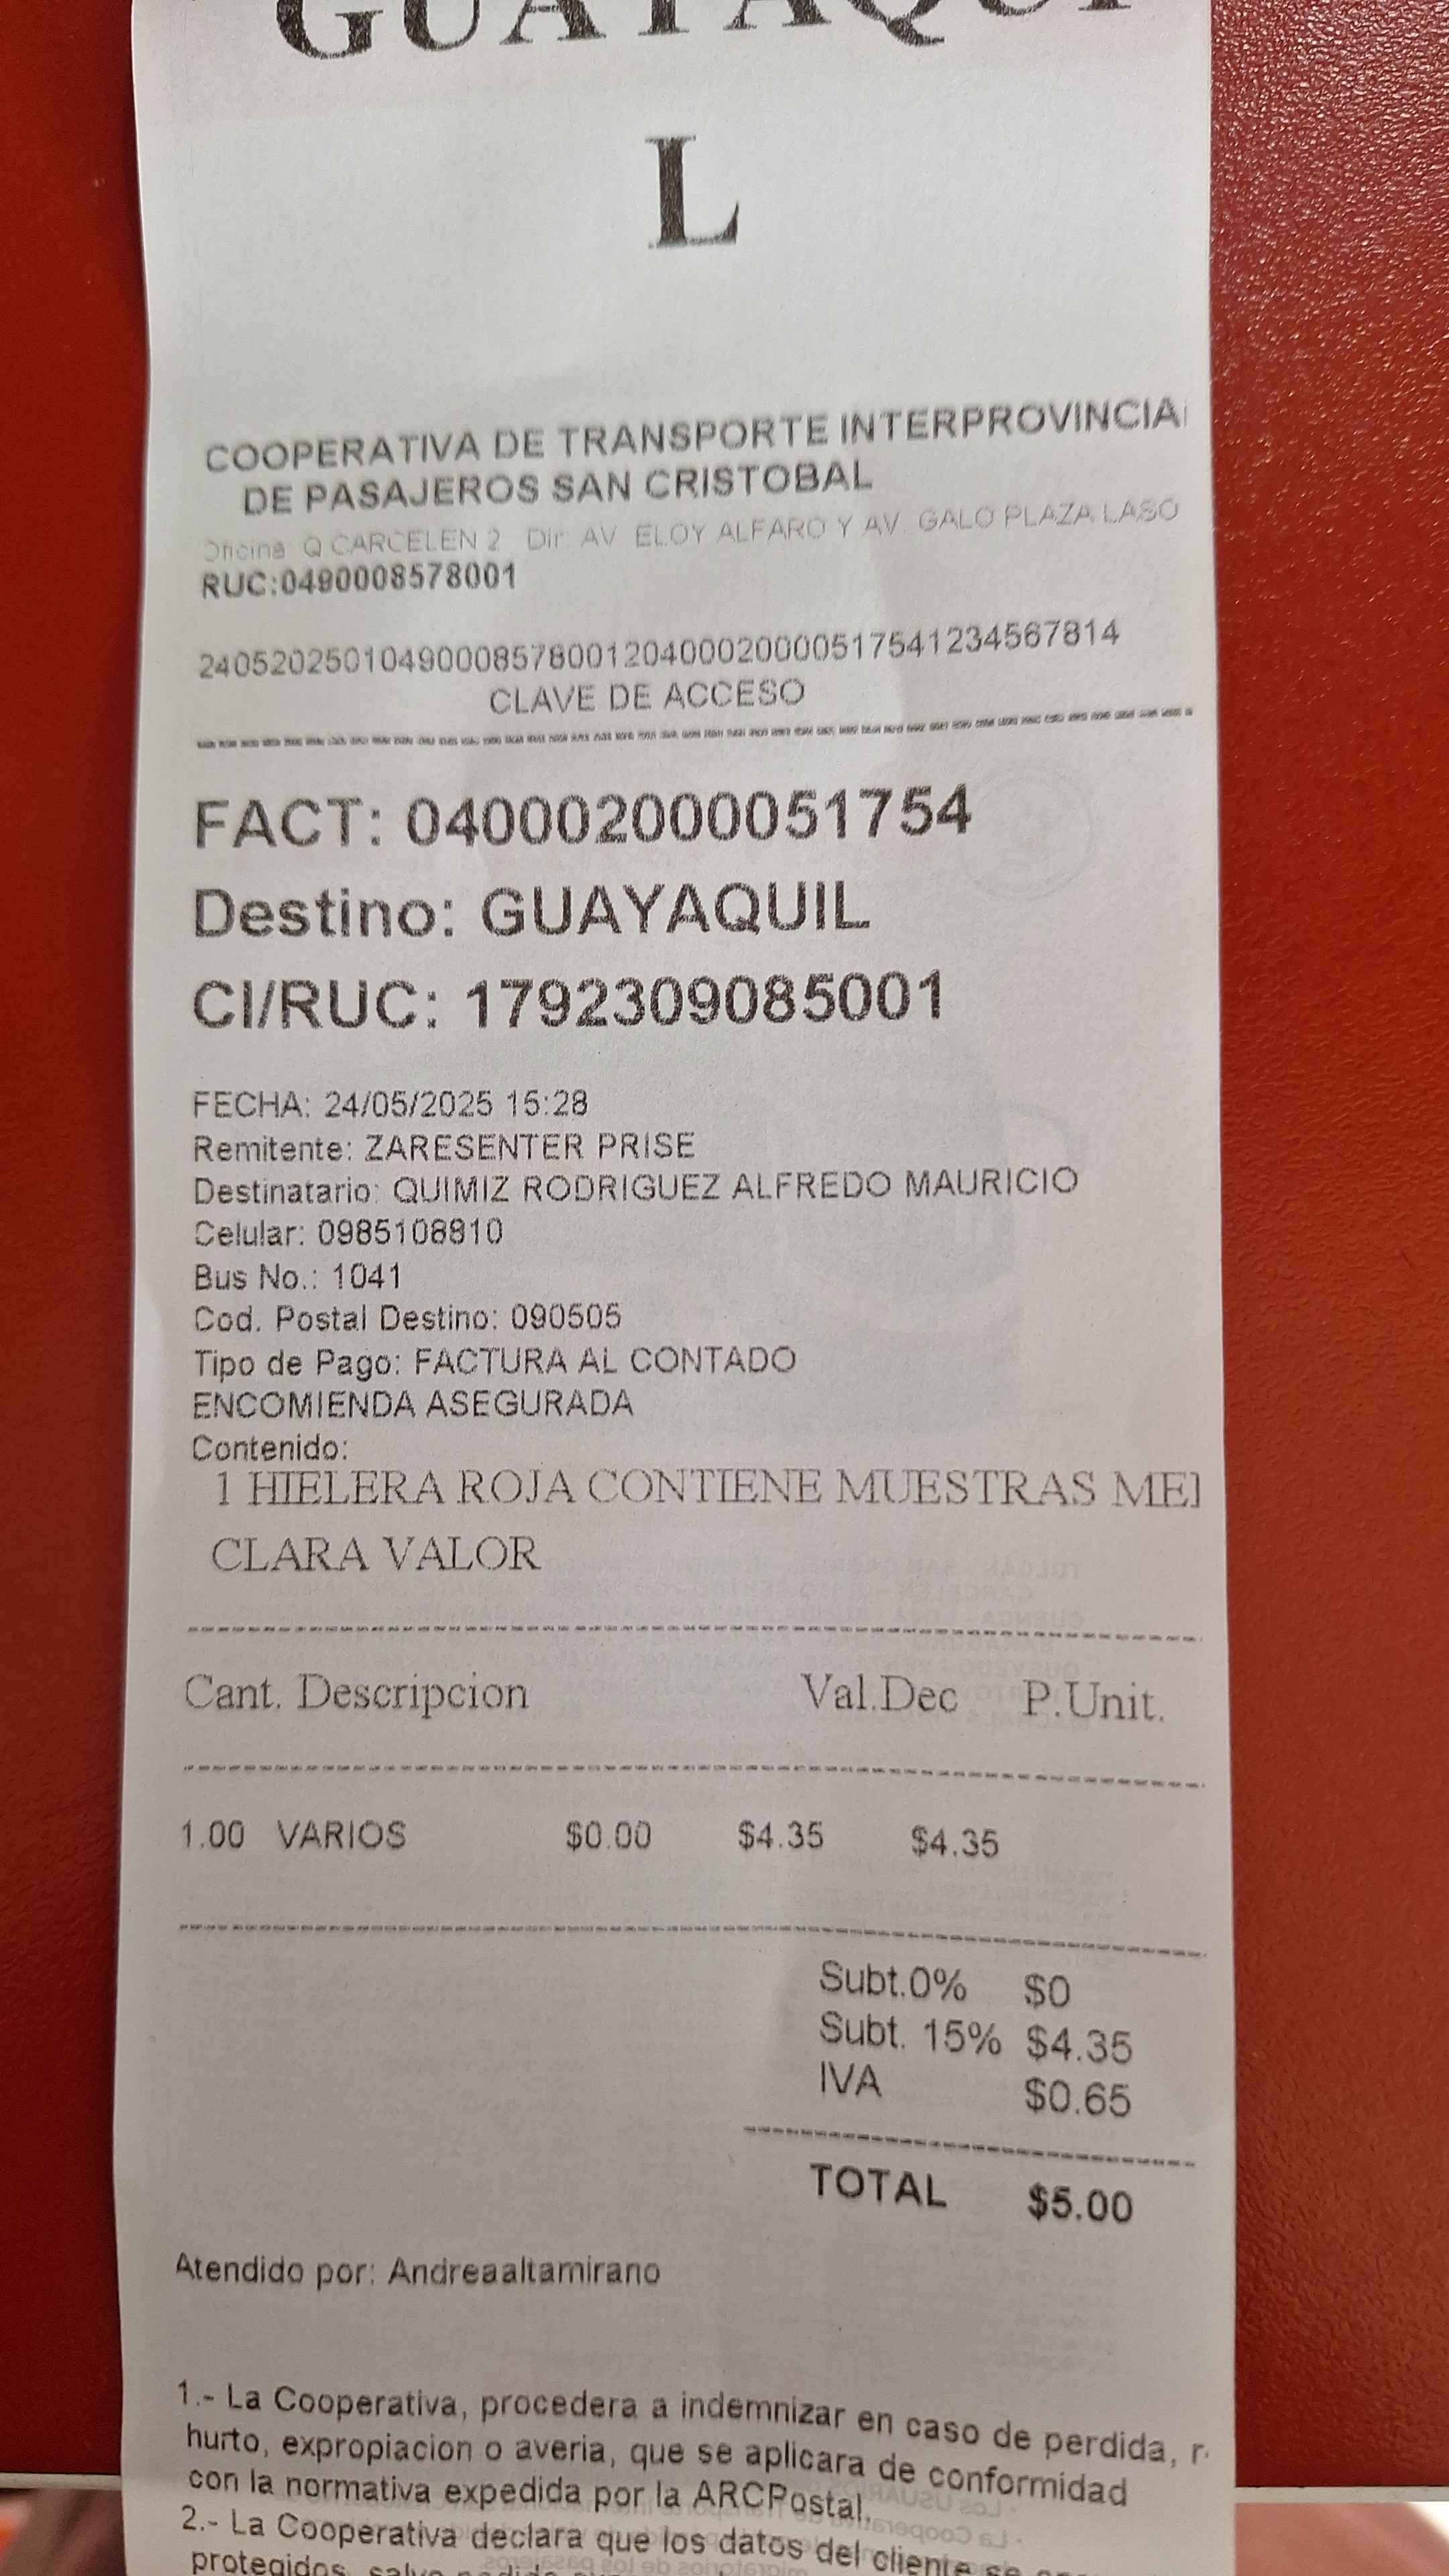 GUAYAQUI
L
COOPERATIVA DE TRANSPORTE INTERPROVINCIA
DE PASAJEROS SAN CRISTOBAL
Oficina: Q CARCELEN 2 Dir: AV. ELOY ALFARO Y AV. GALO PLAZA LASO
RUC:0490008578001
2405202501049000857800120400020000517541234567814
CLAVE DE ACCESO
FACT: 040002000051754
Destino: GUAYAQUIL
CI/RUC: 1792309085001
FECHA: 24/05/2025 15:28
Remitente: ZARESENTER PRISE
Destinatario: QUIMIZ RODRIGUEZ ALFREDO MAURICIO
Celular: 0985108810
Bus No.: 1041
Cod. Postal Destino: 090505
Tipo de Pago: FACTURA AL CONTADO
ENCOMIENDA ASEGURADA
Contenido:
1 HIELERA ROJA CONTIENE MUESTRAS
CLARA VALOR
Cant. Descripcion Val.Dec P.Unit.
1.00 VARIOS $0.00 $4.35 $4.35
Subt.0% $0
Subt. 15% $4.35
IVA $0.65
TOTAL $5.00
Atendido por: Andreaaltamirano
1.- La Cooperativa, procedera a indemnizar en caso de perdida, r
hurto, expropiacion o averia, que se aplicara de conformidad
con la normativa expedida por la ARCPostal.
2.- La Cooperativa declara que los datos del cliente se
protegidos, salvo